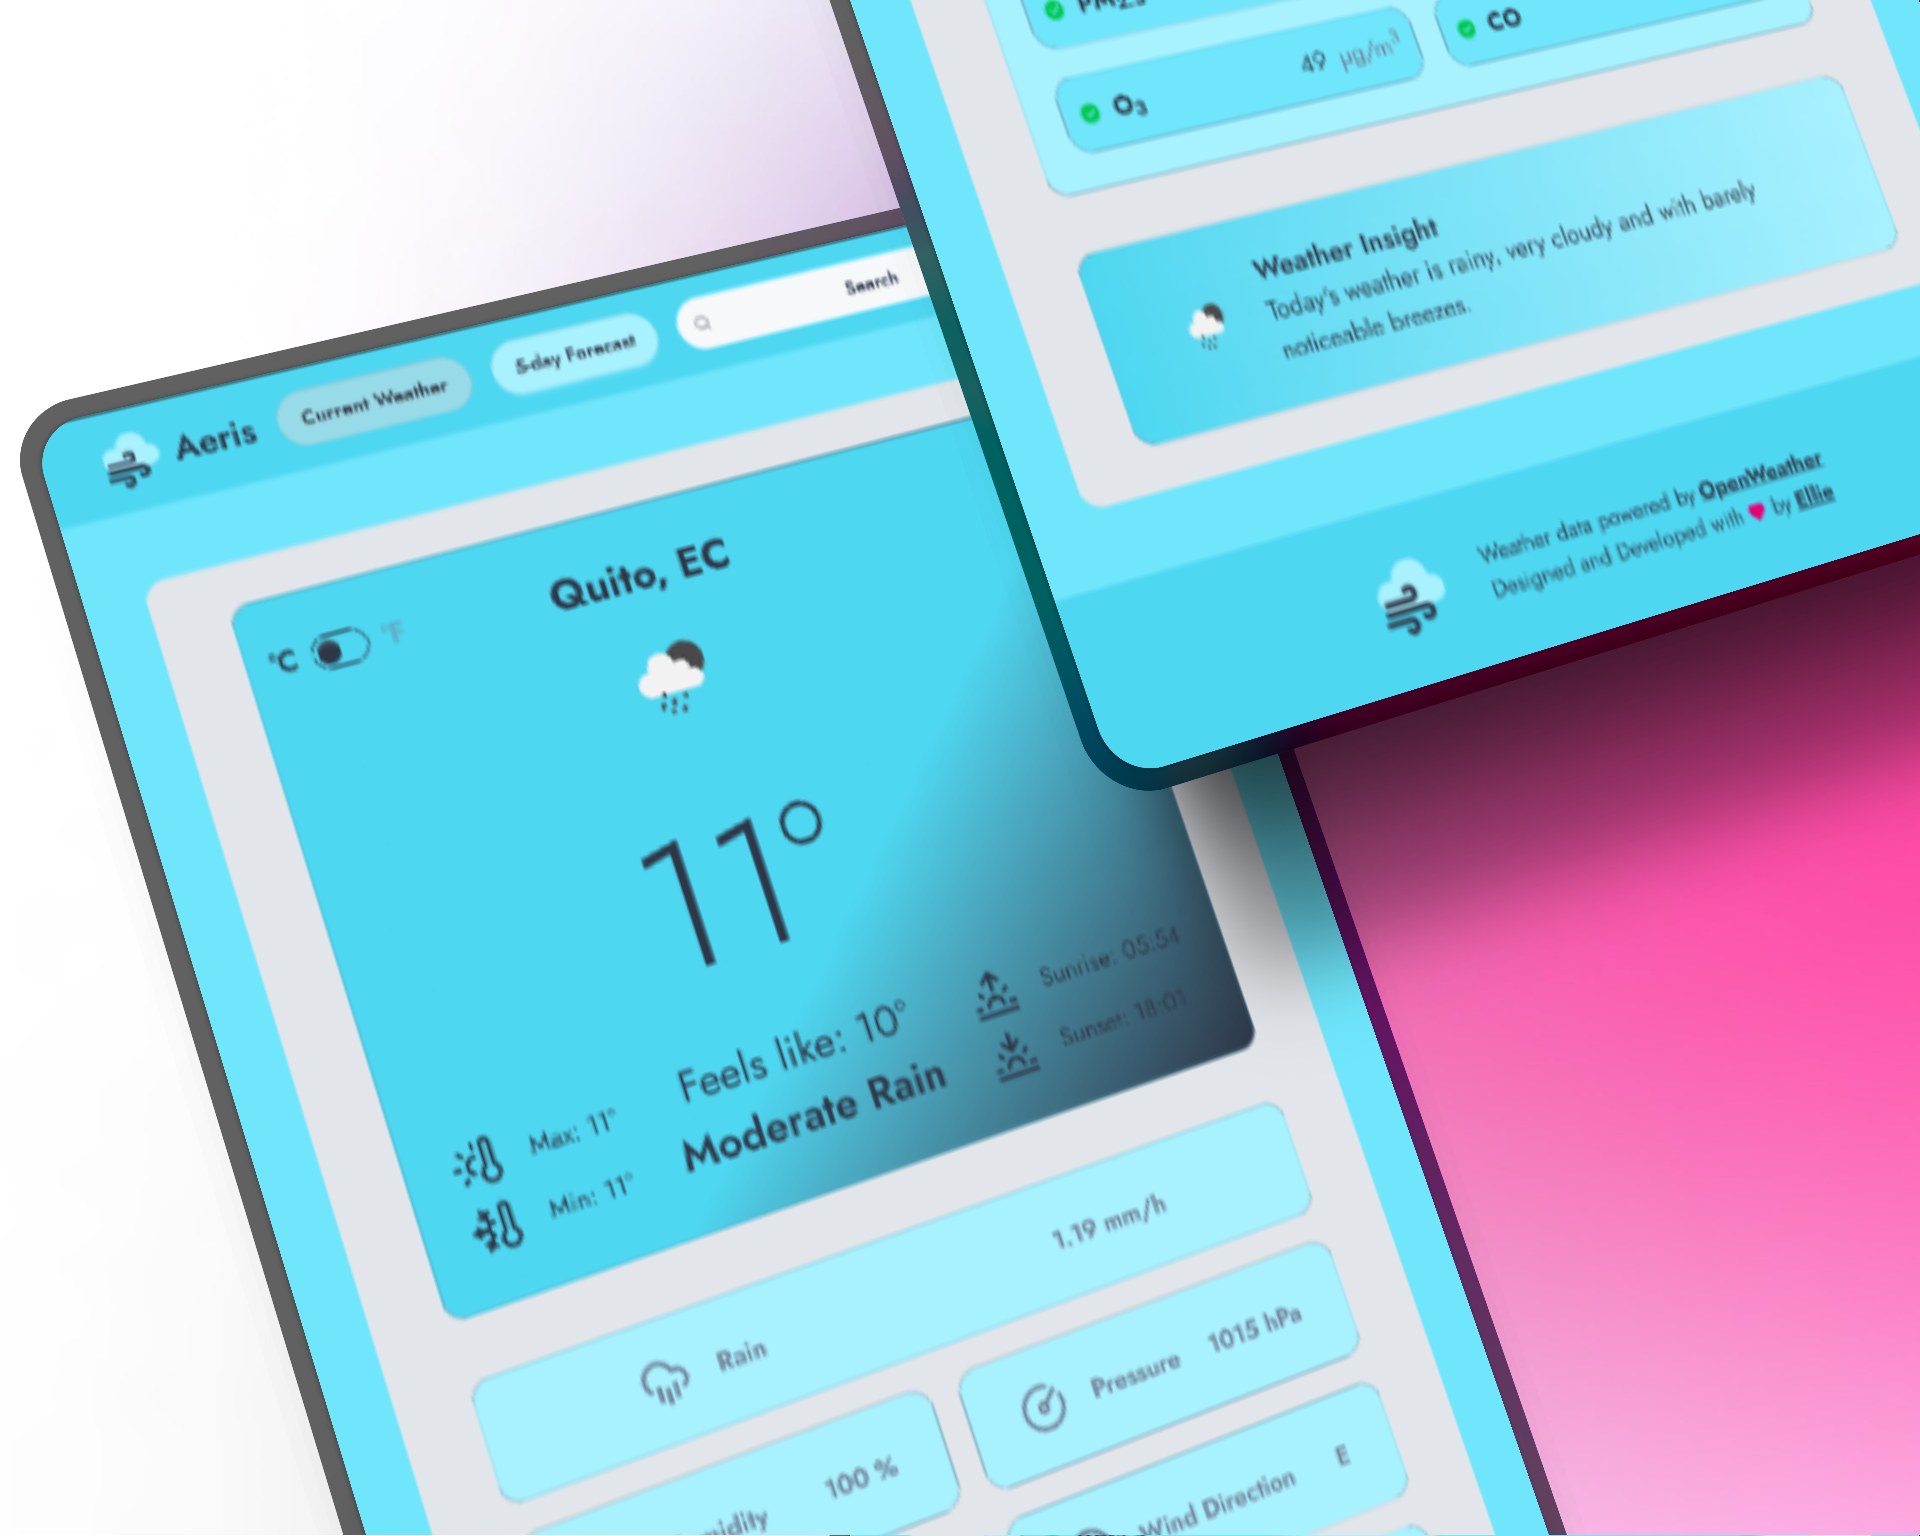 PM2.5
CO
49 µg/m³
O₃
Weather Insight
Today's weather is rainy, very cloudy and with barely
noticeable breezes.
Weather data powered by OpenWeather
Designed and Developed with ♥ by Ellie
Aeris
Current Weather
5-day Forecast
Search
Quito, EC
°C
°F
11°
Feels like: 10°
Moderate Rain
Sunrise: 05:54
Sunset: 18:01
Max: 11°
Min: 11°
Rain
1.19 mm/h
Pressure
1015 hPa
100 %
Wind Direction
E